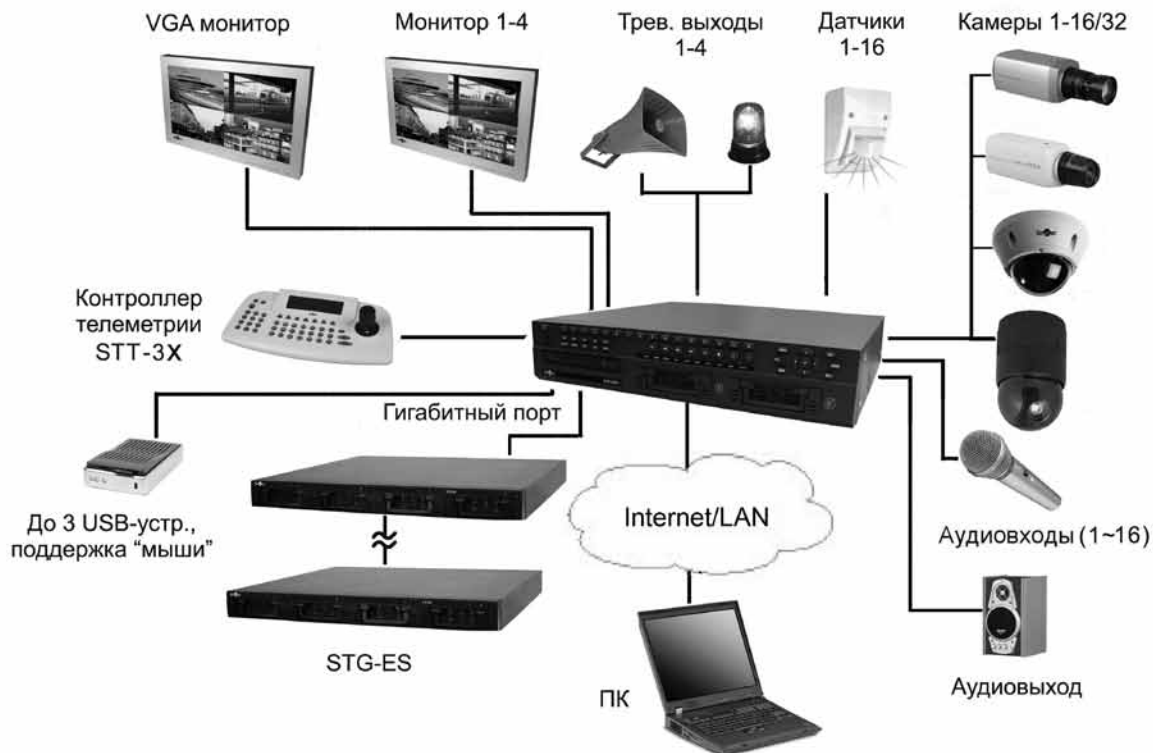 VGA монитор
Монитор 1-4
Трев. выходы
1-4
Датчики
1-16
Камеры 1-16/32
Контроллер
телеметрии
STT-3X
Гигабитный порт
До 3 USB-устр.,
поддержка “мыши”
Internet/LAN
Аудиовходы (1~16)
STG-ES
ПК
Аудиовыход